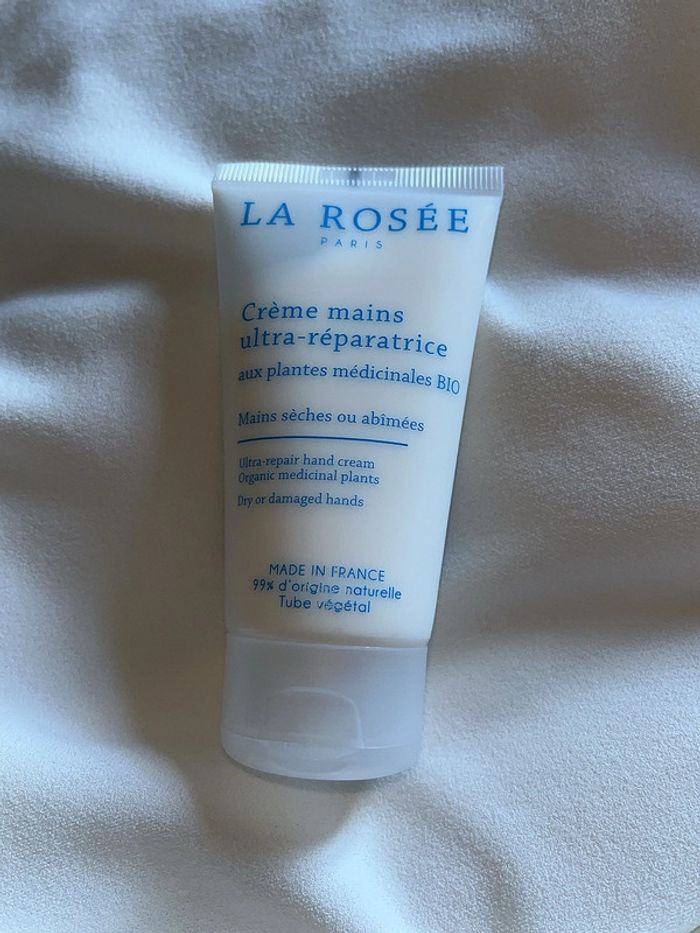 LA ROSÉE
PARIS
Crème mains
ultra-réparatrice
aux plantes médicinales BIO
Mains sèches ou abîmées
Ultra-repair hand cream
Organic medicinal plants
Dry or damaged hands
MADE IN FRANCE
99% d'origine naturelle
Tube végétal